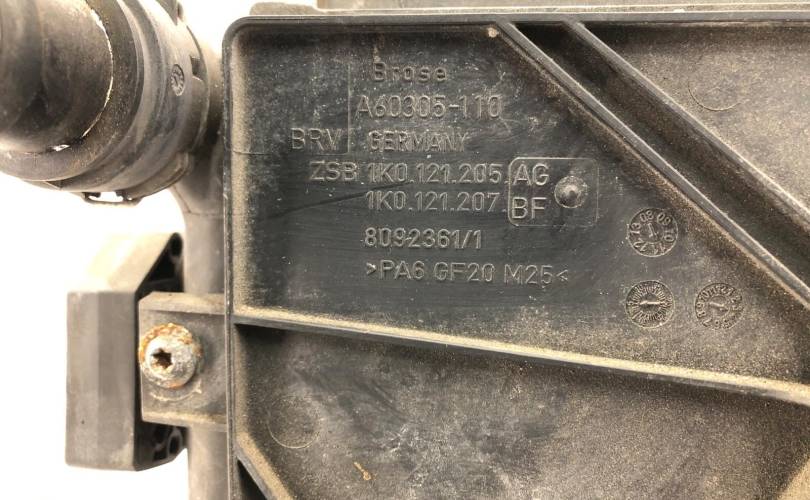 Brose
A60305-110
BRV GERMANY
ZSB 1K0.121.205. AG
1K0.121.207. BF
8092361/1
>PA6 GF20 M25<